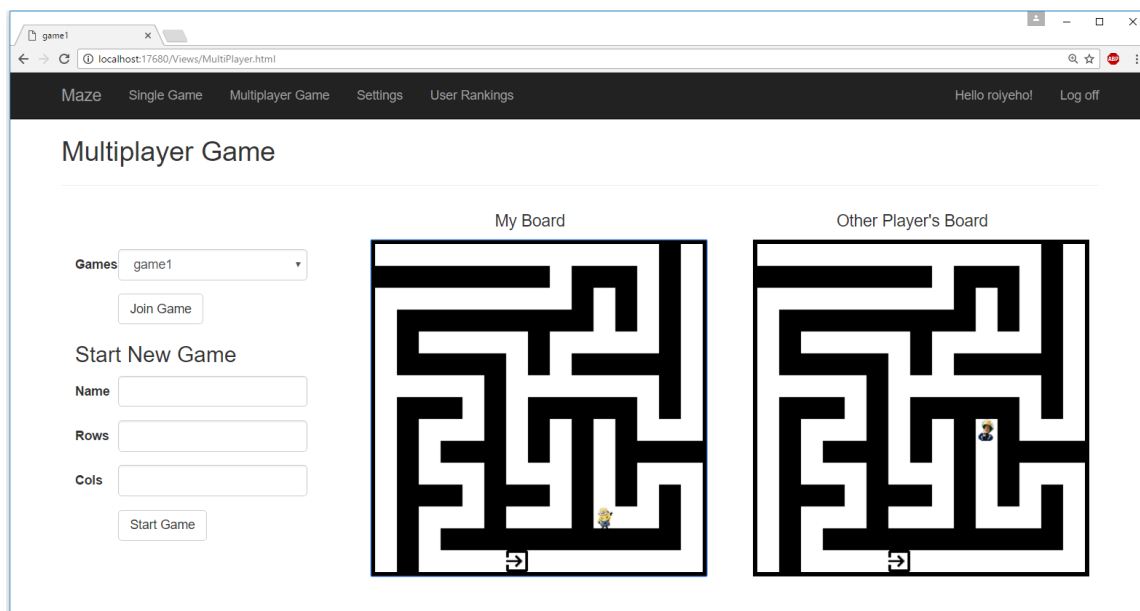 game1
localhost:17680/Views/MultiPlayer.html
ABP
Maze Single Game Multiplayer Game Settings User Rankings Hello roiyeho! Log off
Multiplayer Game
My Board Other Player's Board
Games game1
Join Game
Start New Game
Name
Rows
Cols
Start Game